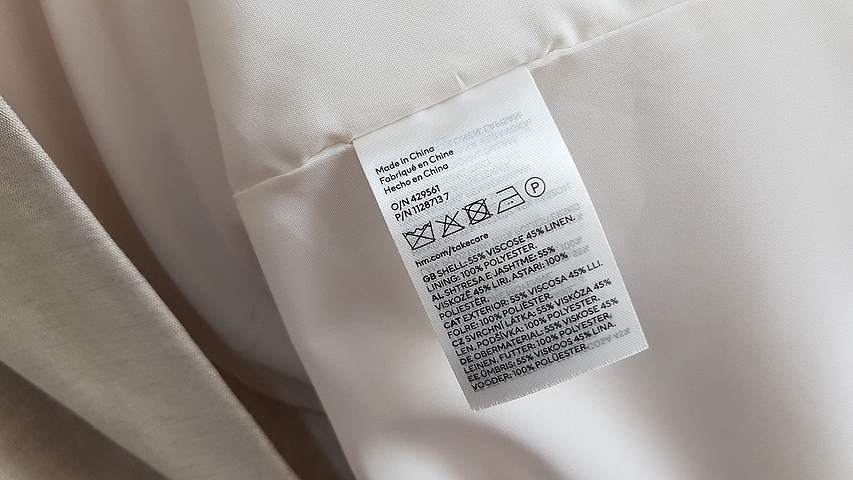 Made in China
Fabriqué en Chine
Hecho en China
O/N 429561
P/N 1128713 7
P
hm.com/takecare
GB SHELL: 55% VISCOSE 45% LINEN.
LINING: 100% POLYESTER.
AL SHTRESA E JASHTME: 55%
VISKOZË 45% LIRI. ASTARI: 100%
POLIESTËR.
CAT EXTERIOR: 55% VISCOSA 45% LLI.
FOLRE: 100% POLIÈSTER.
CZ SVRCHNÍ LÁTKA: 55% VISKÓZA 45%
LEN. PODŠÍVKA: 100% POLYESTER.
DE OBERMATERIAL: 55% VISKOSE 45%
LEINEN. FUTTER: 100% POLYESTER.
EE ÜMBRIS: 55% VISKOOS 45% LINA.
VOODER: 100% POLÜESTER.